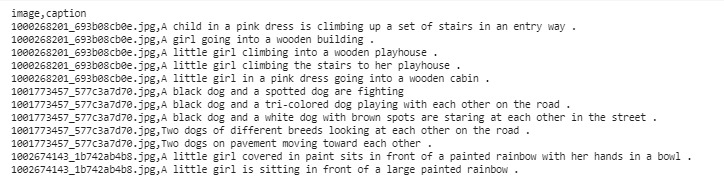 image,caption
1000268201_693b08cb0e.jpg,A child in a pink dress is climbing up a set of stairs in an entry way .
1000268201_693b08cb0e.jpg,A girl going into a wooden building .
1000268201_693b08cb0e.jpg,A little girl climbing into a wooden playhouse .
1000268201_693b08cb0e.jpg,A little girl climbing the stairs to her playhouse .
1000268201_693b08cb0e.jpg,A little girl in a pink dress going into a wooden cabin .
1001773457_577c3a7d70.jpg,A black dog and a spotted dog are fighting
1001773457_577c3a7d70.jpg,A black dog and a tri-colored dog playing with each other on the road .
1001773457_577c3a7d70.jpg,A black dog and a white dog with brown spots are staring at each other in the street .
1001773457_577c3a7d70.jpg,Two dogs of different breeds looking at each other on the road .
1001773457_577c3a7d70.jpg,Two dogs on pavement moving toward each other .
1002674143_1b742ab4b8.jpg,A little girl covered in paint sits in front of a painted rainbow with her hands in a bowl .
1002674143_1b742ab4b8.jpg,A little girl is sitting in front of a large painted rainbow .